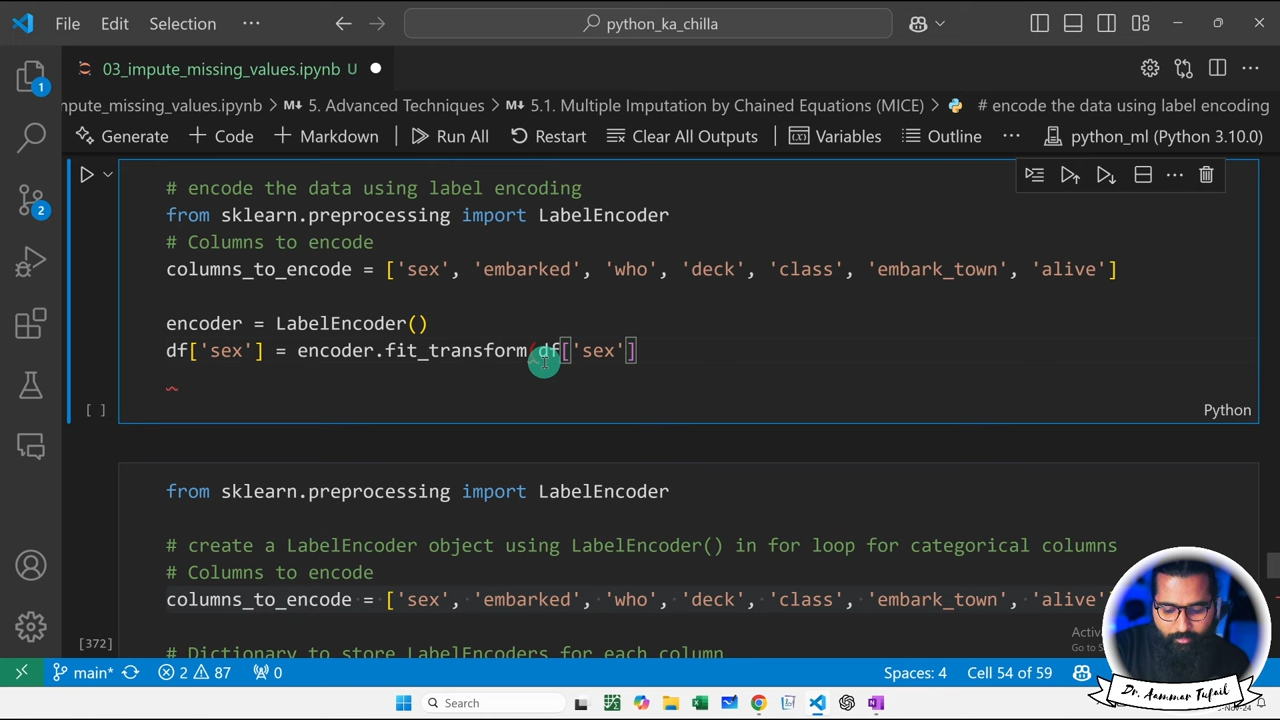 File Edit Selection ··· python_ka_chilla
03_impute_missing_values.ipynb U
mpute_missing_values.ipynb > M↓ 5. Advanced Techniques > M↓ 5.1. Multiple Imputation by Chained Equations (MICE) > # encode the data using label encoding
Generate + Code + Markdown Run All Restart Clear All Outputs Variables Outline ··· python_ml (Python 3.10.0)
# encode the data using label encoding
from sklearn.preprocessing import LabelEncoder
# Columns to encode
columns_to_encode = ['sex', 'embarked', 'who', 'deck', 'class', 'embark_town', 'alive']
encoder = LabelEncoder()
df['sex'] = encoder.fit_transform df['sex']
[ ] Python
from sklearn.preprocessing import LabelEncoder
# create a LabelEncoder object using LabelEncoder() in for loop for categorical columns
# Columns to encode
columns_to_encode = ['sex', 'embarked', 'who', 'deck', 'class', 'embark_town', 'alive'
[372]
# Dictionary to store LabelEncoders for each column
1
2
main* 2 87 0 Spaces: 4 Cell 54 of 59
Search
Dr. Aammar Tufail